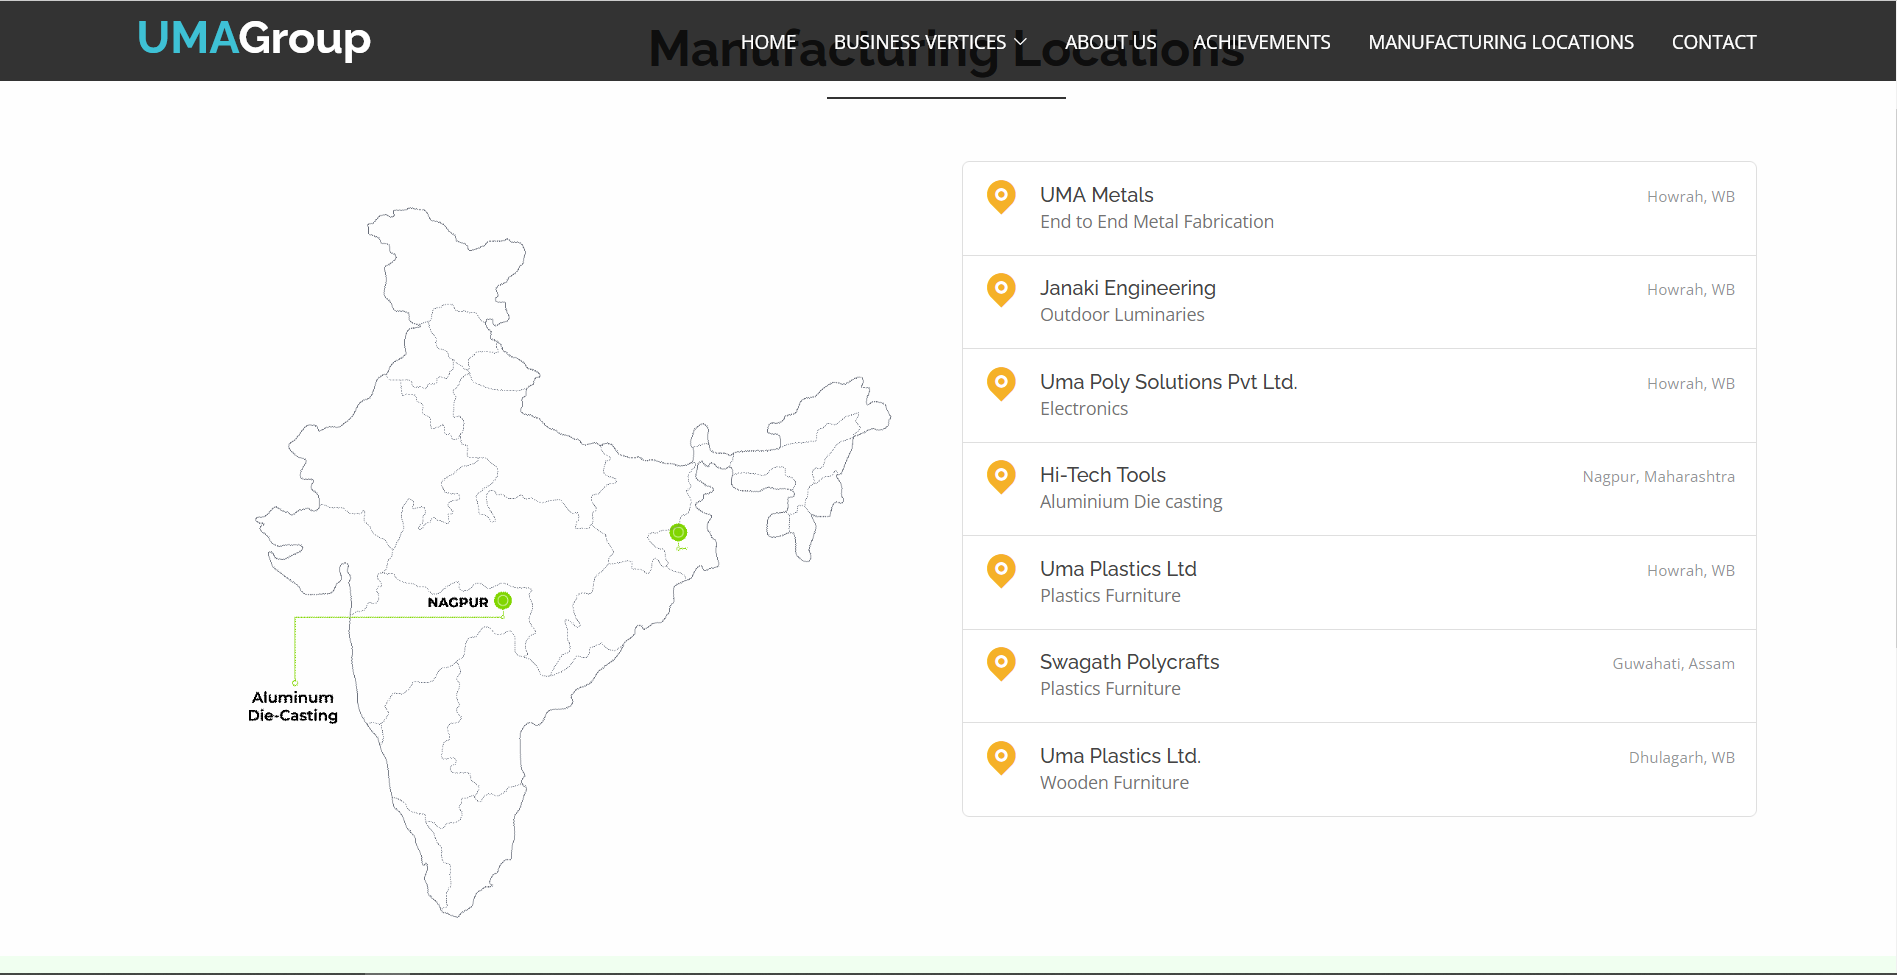 UMAGroup
HOME BUSINESS VERTICES ABOUT US ACHIEVEMENTS MANUFACTURING LOCATIONS CONTACT
Manufacturing Locations
NAGPUR
Aluminum
Die-Casting
UMA Metals Howrah, WB
End to End Metal Fabrication
Janaki Engineering Howrah, WB
Outdoor Luminaries
Uma Poly Solutions Pvt Ltd. Howrah, WB
Electronics
Hi-Tech Tools Nagpur, Maharashtra
Aluminium Die casting
Uma Plastics Ltd Howrah, WB
Plastics Furniture
Swagath Polycrafts Guwahati, Assam
Plastics Furniture
Uma Plastics Ltd. Dhulagarh, WB
Wooden Furniture